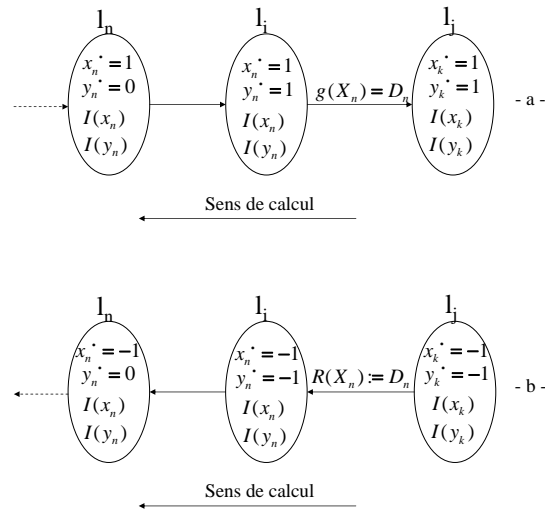 l_n l_i l_j
x_n˙ = 1 x_n˙ = 1 x_k˙ = 1
y_n˙ = 0 y_n˙ = 1 g(X_n) = D_n y_k˙ = 1 - a -
I(x_n) I(x_n) I(x_k)
I(y_n) I(y_n) I(y_k)
Sens de calcul
l_n l_i l_j
x_n˙ = −1 x_n˙ = −1 x_k˙ = −1
y_n˙ = 0 y_n˙ = −1 R(X_n) := D_n y_k˙ = −1 - b -
I(x_n) I(x_n) I(x_k)
I(y_n) I(y_n) I(y_k)
Sens de calcul